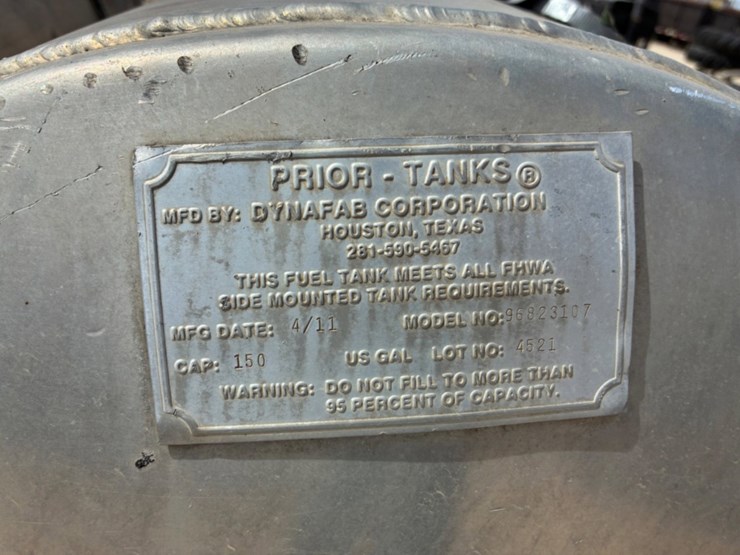 PRIOR - TANKS®
MFD BY: DYNAFAB CORPORATION
HOUSTON, TEXAS
281-590-5467
THIS FUEL TANK MEETS ALL FHWA
SIDE MOUNTED TANK REQUIREMENTS.
MFG DATE: 4/11 MODEL NO: 96823107
CAP: 150 US GAL LOT NO: 4521
WARNING: DO NOT FILL TO MORE THAN
95 PERCENT OF CAPACITY.